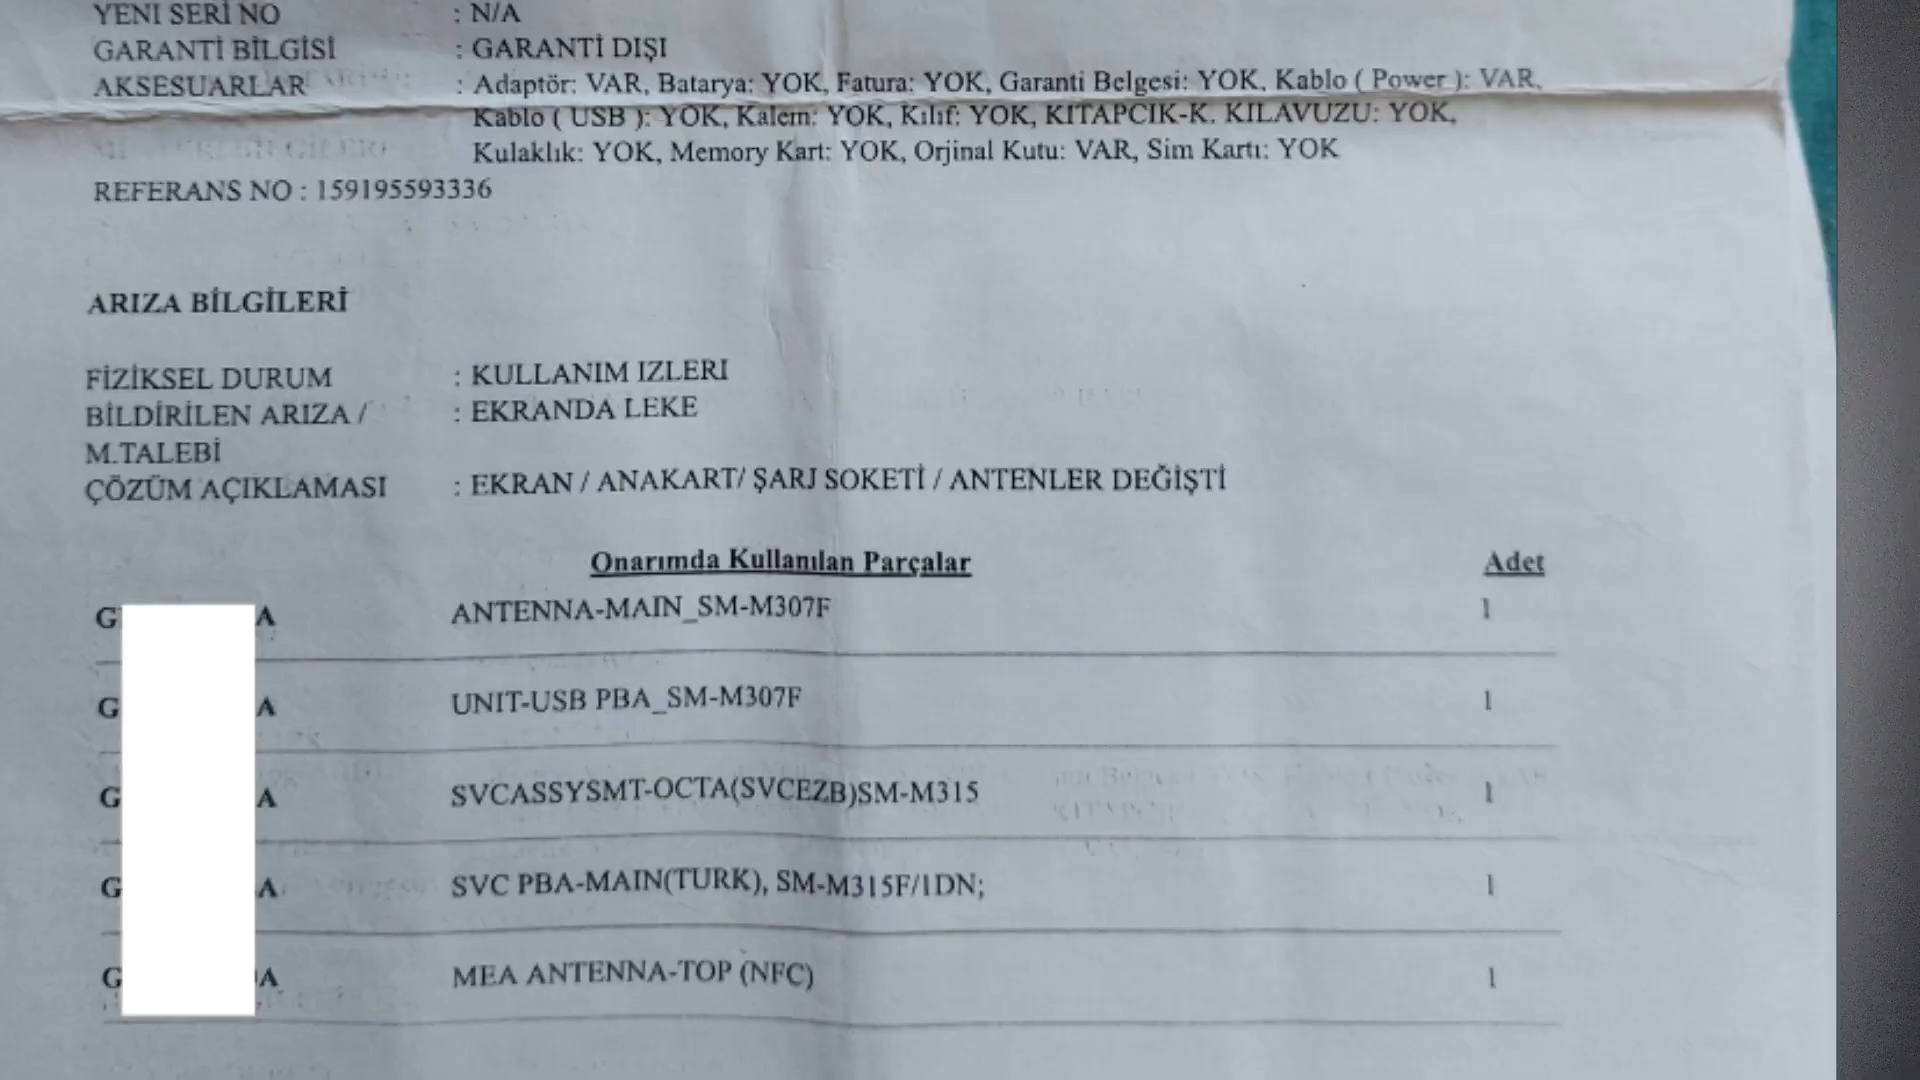 YENI SERİ NO : N/A
GARANTİ BİLGİSİ : GARANTİ DIŞI
AKSESUARLAR : Adaptör: VAR, Batarya: YOK, Fatura: YOK, Garanti Belgesi: YOK, Kablo ( Power ): VAR,
Kablo ( USB ): YOK, Kalem: YOK, Kılıf: YOK, KITAPCIK-K. KILAVUZU: YOK,
Kulaklık: YOK, Memory Kart: YOK, Orjinal Kutu: VAR, Sim Kartı: YOK
REFERANS NO : 159195593336
ARIZA BİLGİLERİ
FİZİKSEL DURUM : KULLANIM IZLERI
BİLDİRİLEN ARIZA / : EKRANDA LEKE
M.TALEBİ
ÇÖZÜM AÇIKLAMASI : EKRAN / ANAKART/ ŞARJ SOKETİ / ANTENLER DEĞİŞTİ
Onarımda Kullanılan Parçalar Adet
G A ANTENNA-MAIN_SM-M307F 1
G A UNIT-USB PBA_SM-M307F 1
G A SVCASSYSMT-OCTA(SVCEZB)SM-M315 1
G A SVC PBA-MAIN(TURK), SM-M315F/1DN; 1
G A MEA ANTENNA-TOP (NFC) 1